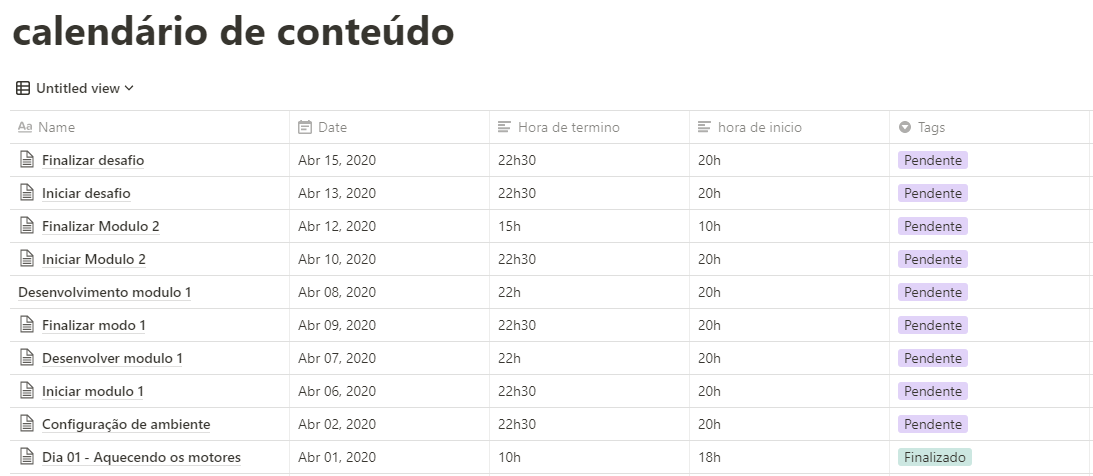 calendário de conteúdo
Untitled view
Aa Name Date Hora de termino hora de inicio Tags
Finalizar desafio Abr 15, 2020 22h30 20h Pendente
Iniciar desafio Abr 13, 2020 22h30 20h Pendente
Finalizar Modulo 2 Abr 12, 2020 15h 10h Pendente
Iniciar Modulo 2 Abr 10, 2020 22h30 20h Pendente
Desenvolvimento modulo 1 Abr 08, 2020 22h 20h Pendente
Finalizar modo 1 Abr 09, 2020 22h30 20h Pendente
Desenvolver modulo 1 Abr 07, 2020 22h 20h Pendente
Iniciar modulo 1 Abr 06, 2020 22h30 20h Pendente
Configuração de ambiente Abr 02, 2020 22h30 20h Pendente
Dia 01 - Aquecendo os motores Abr 01, 2020 10h 18h Finalizado